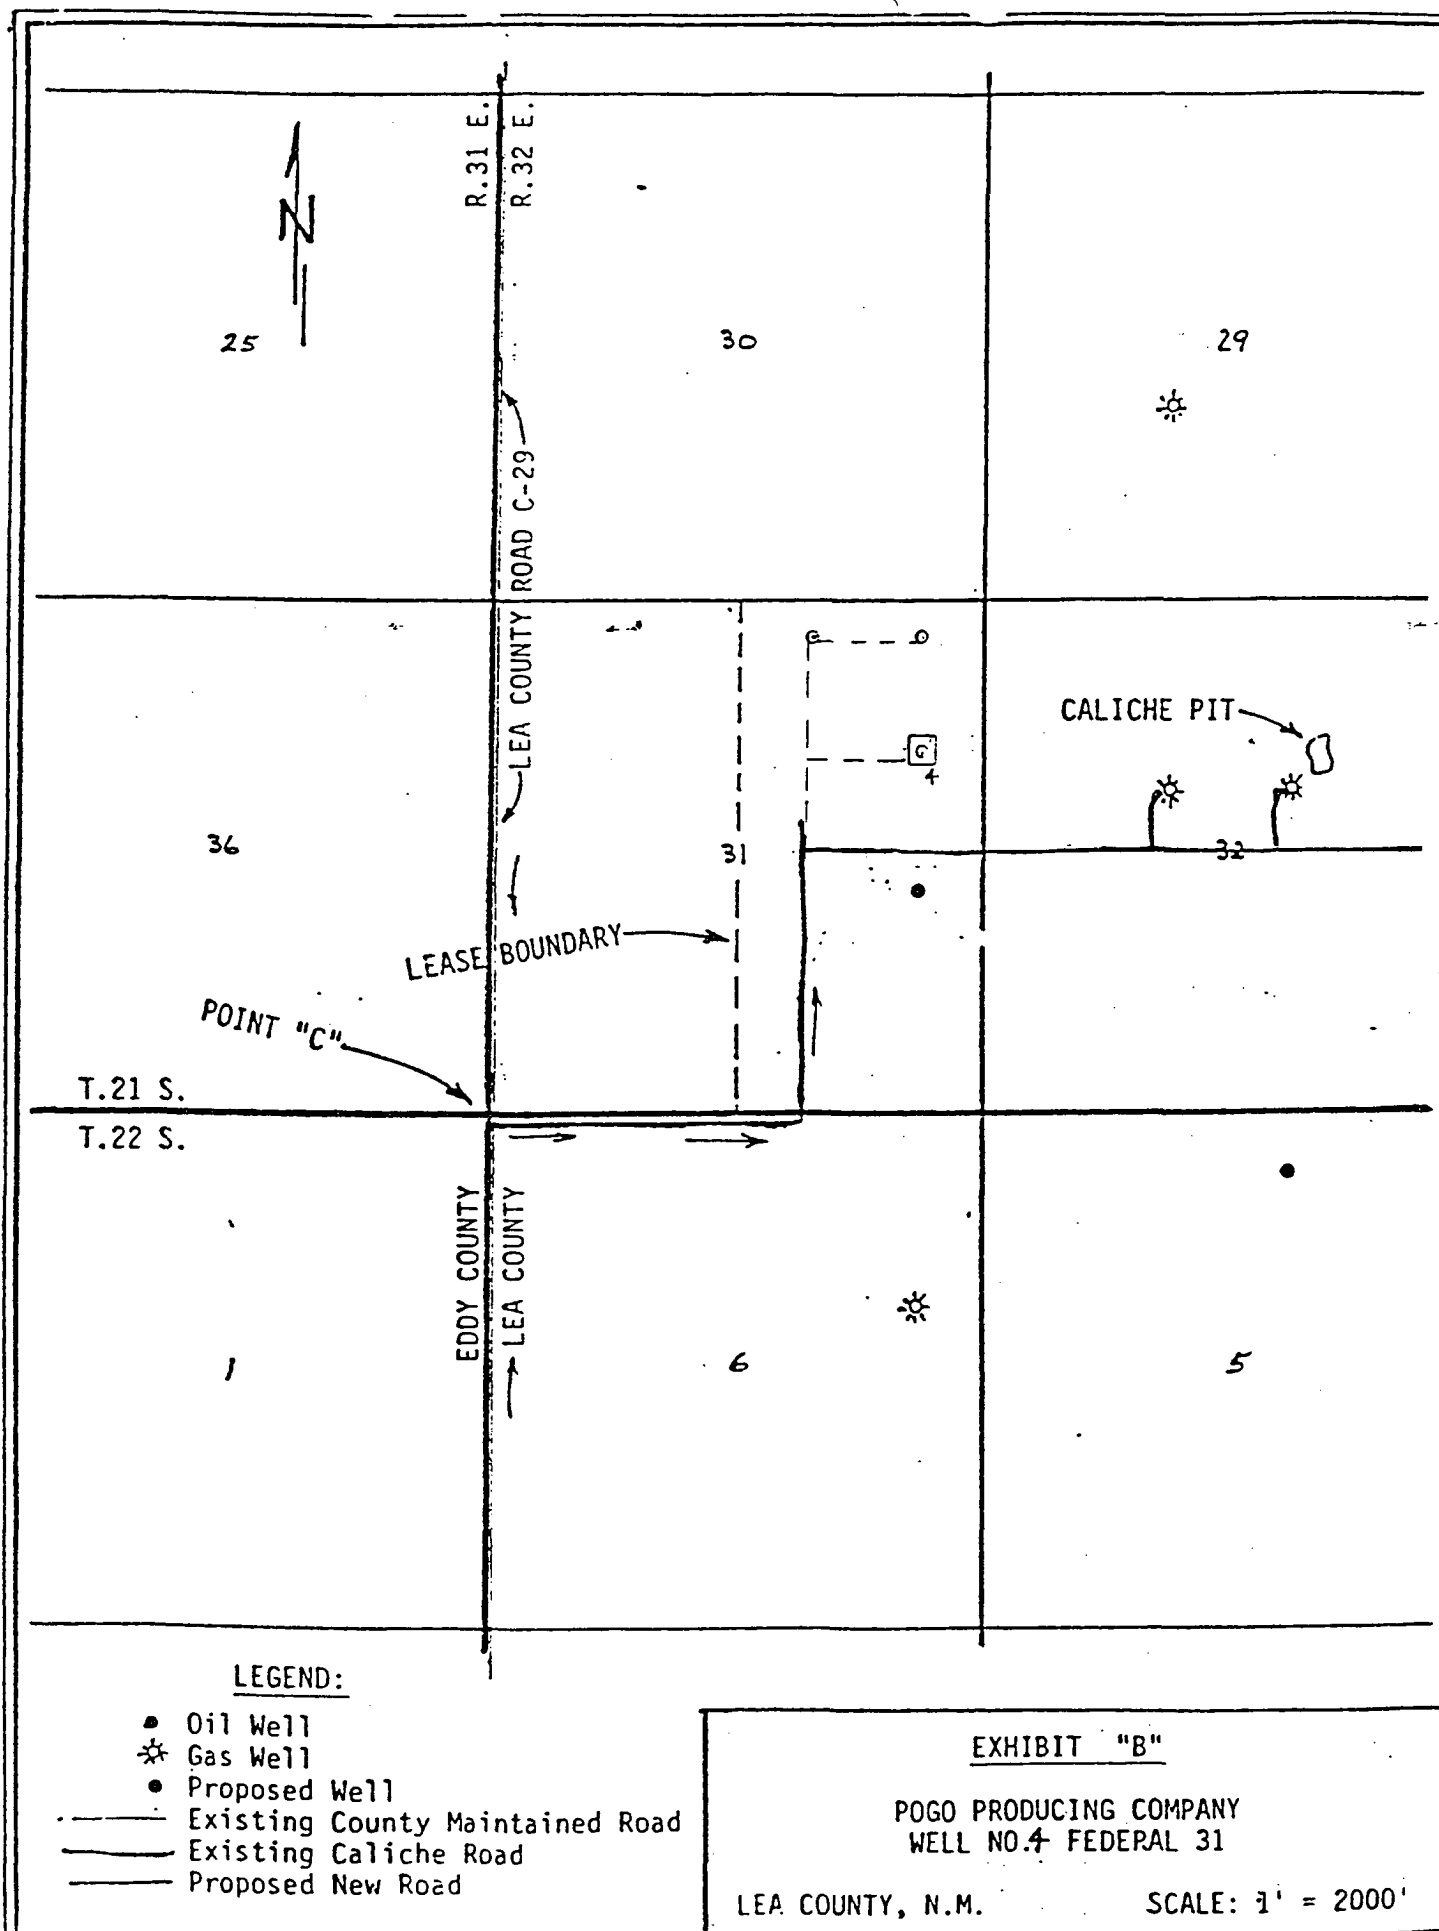 R.31 E.
R.32 E.
N
25
30
29
LEA COUNTY ROAD C-29
CALICHE PIT
G
4
36
31
32
LEASE BOUNDARY
POINT "C"
T.21 S.
T.22 S.
EDDY COUNTY
LEA COUNTY
1
6
5
LEGEND:
Oil Well
Gas Well
Proposed Well
Existing County Maintained Road
Existing Caliche Road
Proposed New Road
EXHIBIT "B"
POGO PRODUCING COMPANY
WELL NO.4 FEDERAL 31
LEA COUNTY, N.M. SCALE: 1' = 2000'